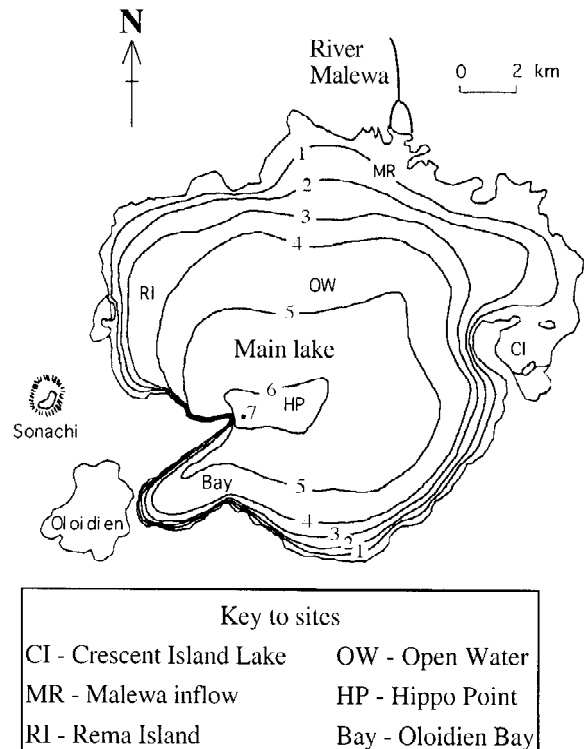 N
River
Malewa
0 2 km
1
MR
2
3
4
RI
OW
5
Main lake
CI
6
HP
7
Sonachi
Bay
5
Oloidien
4
3
2
1
Key to sites
CI - Crescent Island Lake OW - Open Water
MR - Malewa inflow HP - Hippo Point
RI - Rema Island Bay - Oloidien Bay